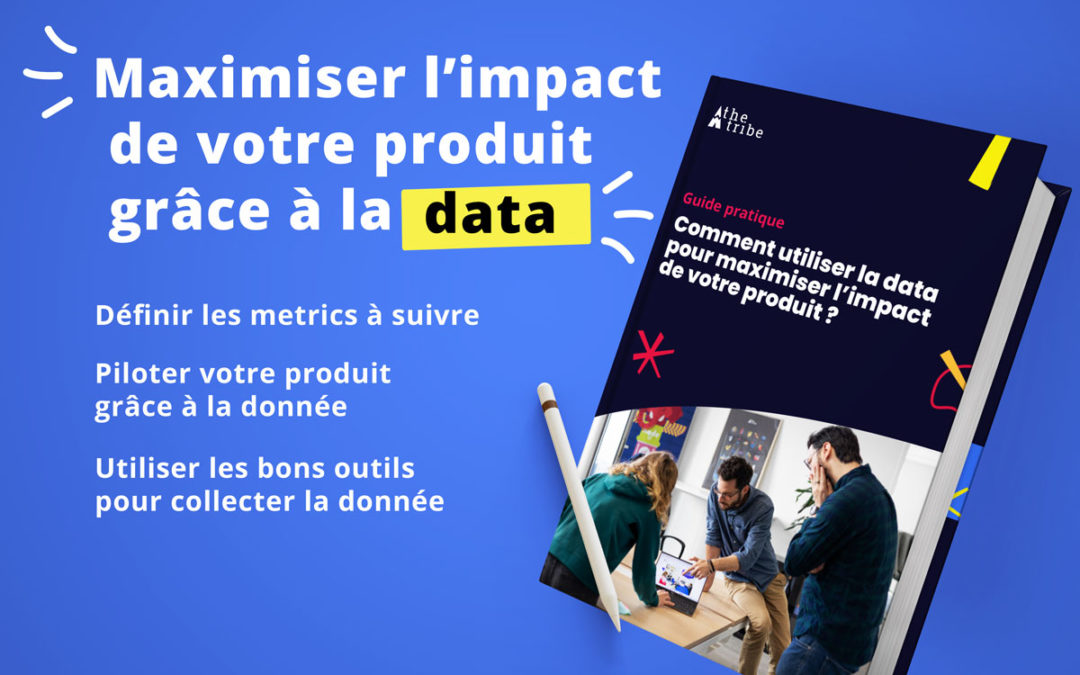 Maximiser l’impact
de votre produit
grâce à la data
Définir les metrics à suivre
Piloter votre produit
grâce à la donnée
Utiliser les bons outils
pour collecter la donnée
the
tribe
Guide pratique
Comment utiliser la data
pour maximiser l’impact
de votre produit ?